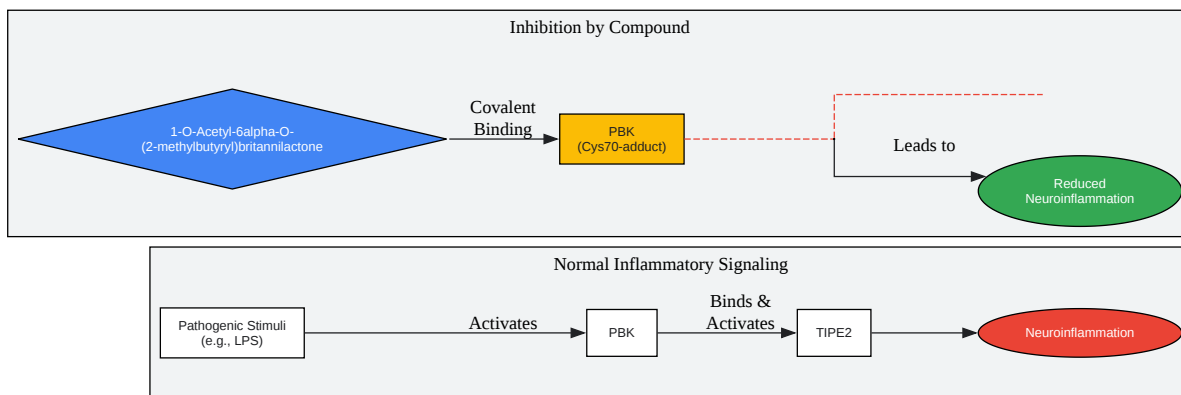 Inhibition by Compound
1-O-Acetyl-6alpha-O-
(2-methylbutyryl)britannilactone
Covalent
Binding
PBK
(Cys70-adduct)
Leads to
Reduced
Neuroinflammation
Normal Inflammatory Signaling
Pathogenic Stimuli
(e.g., LPS)
Activates
PBK
Binds &
Activates
TIPE2
Neuroinflammation